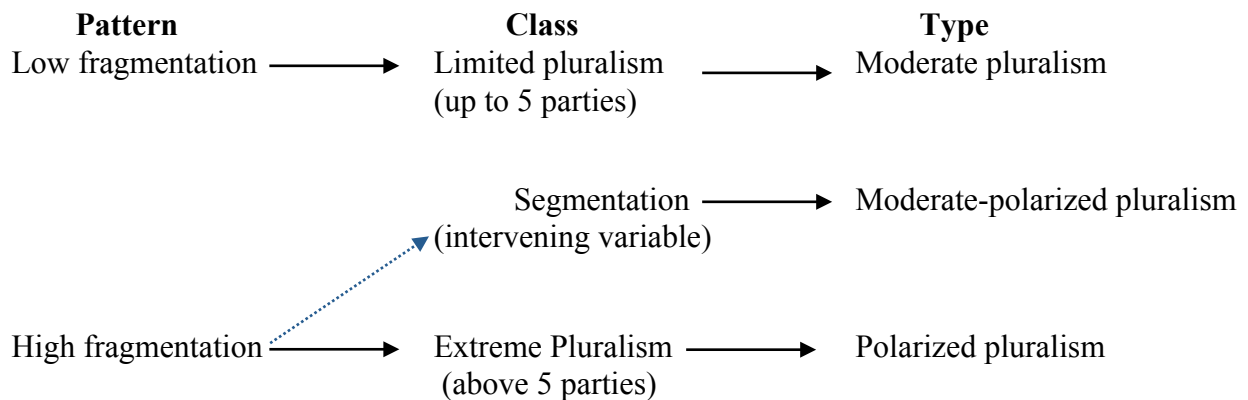 Pattern Class Type
Low fragmentation Limited pluralism Moderate pluralism
(up to 5 parties)
Segmentation Moderate-polarized pluralism
(intervening variable)
High fragmentation Extreme Pluralism Polarized pluralism
(above 5 parties)